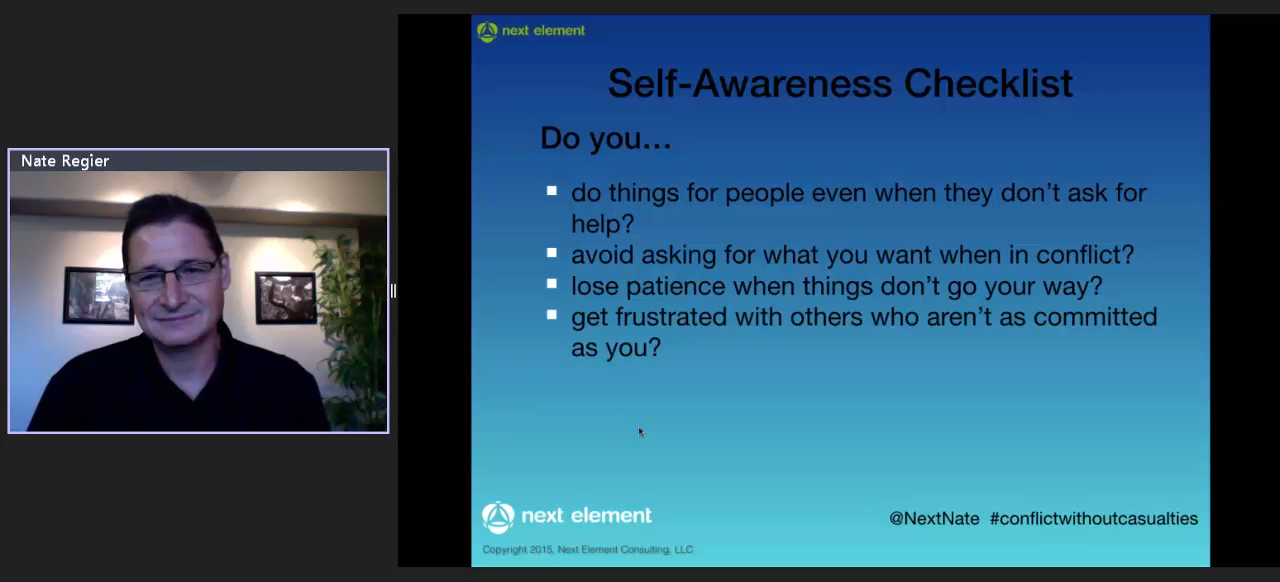 Nate Regier
next element
Self-Awareness Checklist
Do you…
do things for people even when they don’t ask for
help?
avoid asking for what you want when in conflict?
lose patience when things don’t go your way?
get frustrated with others who aren’t as committed
as you?
next element
@NextNate #conflictwithoutcasualties
Copyright 2015, Next Element Consulting, LLC